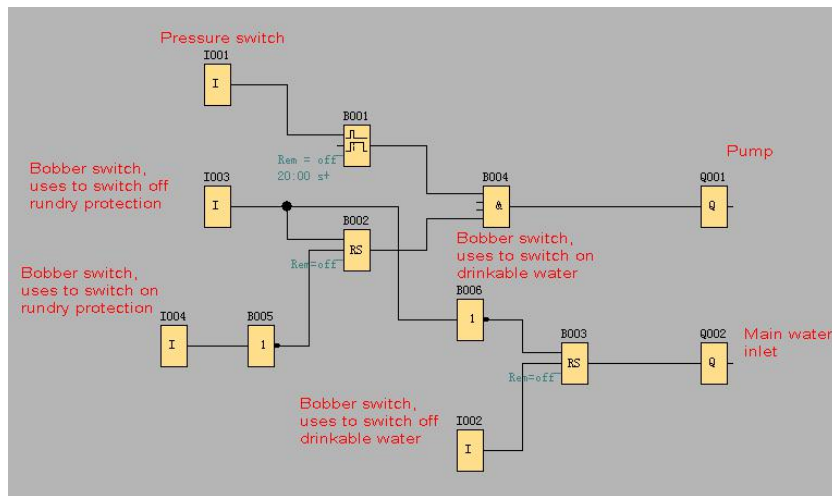 Pressure switch
I001
I
B001
Rem = off
20:00 s+
Bobber switch,
uses to switch off
rundry protection
I003
I
B002
RS
Rem=off
B004
&
Pump
Q001
Q
Bobber switch,
uses to switch on
drinkable water
Bobber switch,
uses to switch on
rundry protection
I004
I
B005
1
B006
1
B003
RS
Rem=off
Q002
Q
Main water
inlet
Bobber switch,
uses to switch off
drinkable water
I002
I